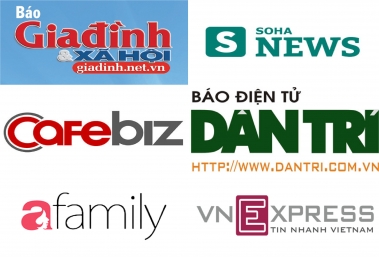 Báo
Giađình
&XÃ HỘI
giadinh.net.vn
S SOHA
NEWS
Cafebiz
BÁO ĐIỆN TỬ
DÂN TRÍ
HTTP://WWW.DANTRI.COM.VN
afamily
VNEXPRESS
TIN NHANH VIETNAM